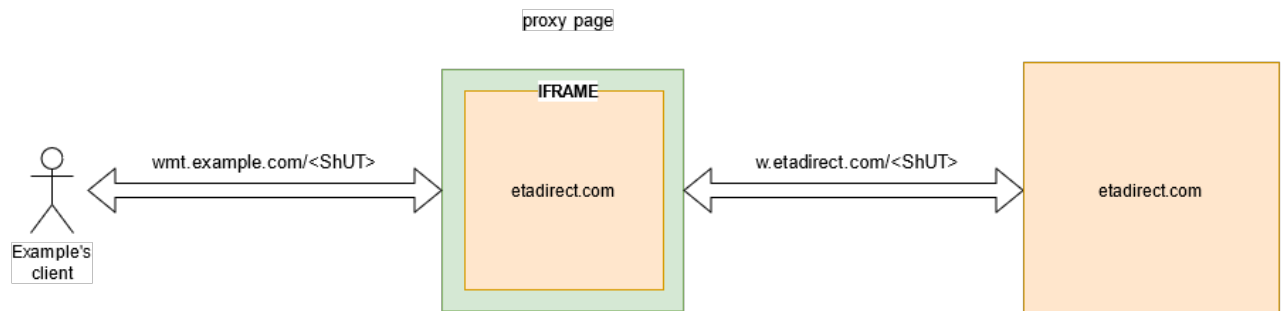 proxy page
IFRAME
wmt.example.com/<ShUT>
w.etadirect.com/<ShUT>
etadirect.com
etadirect.com
Example's
client